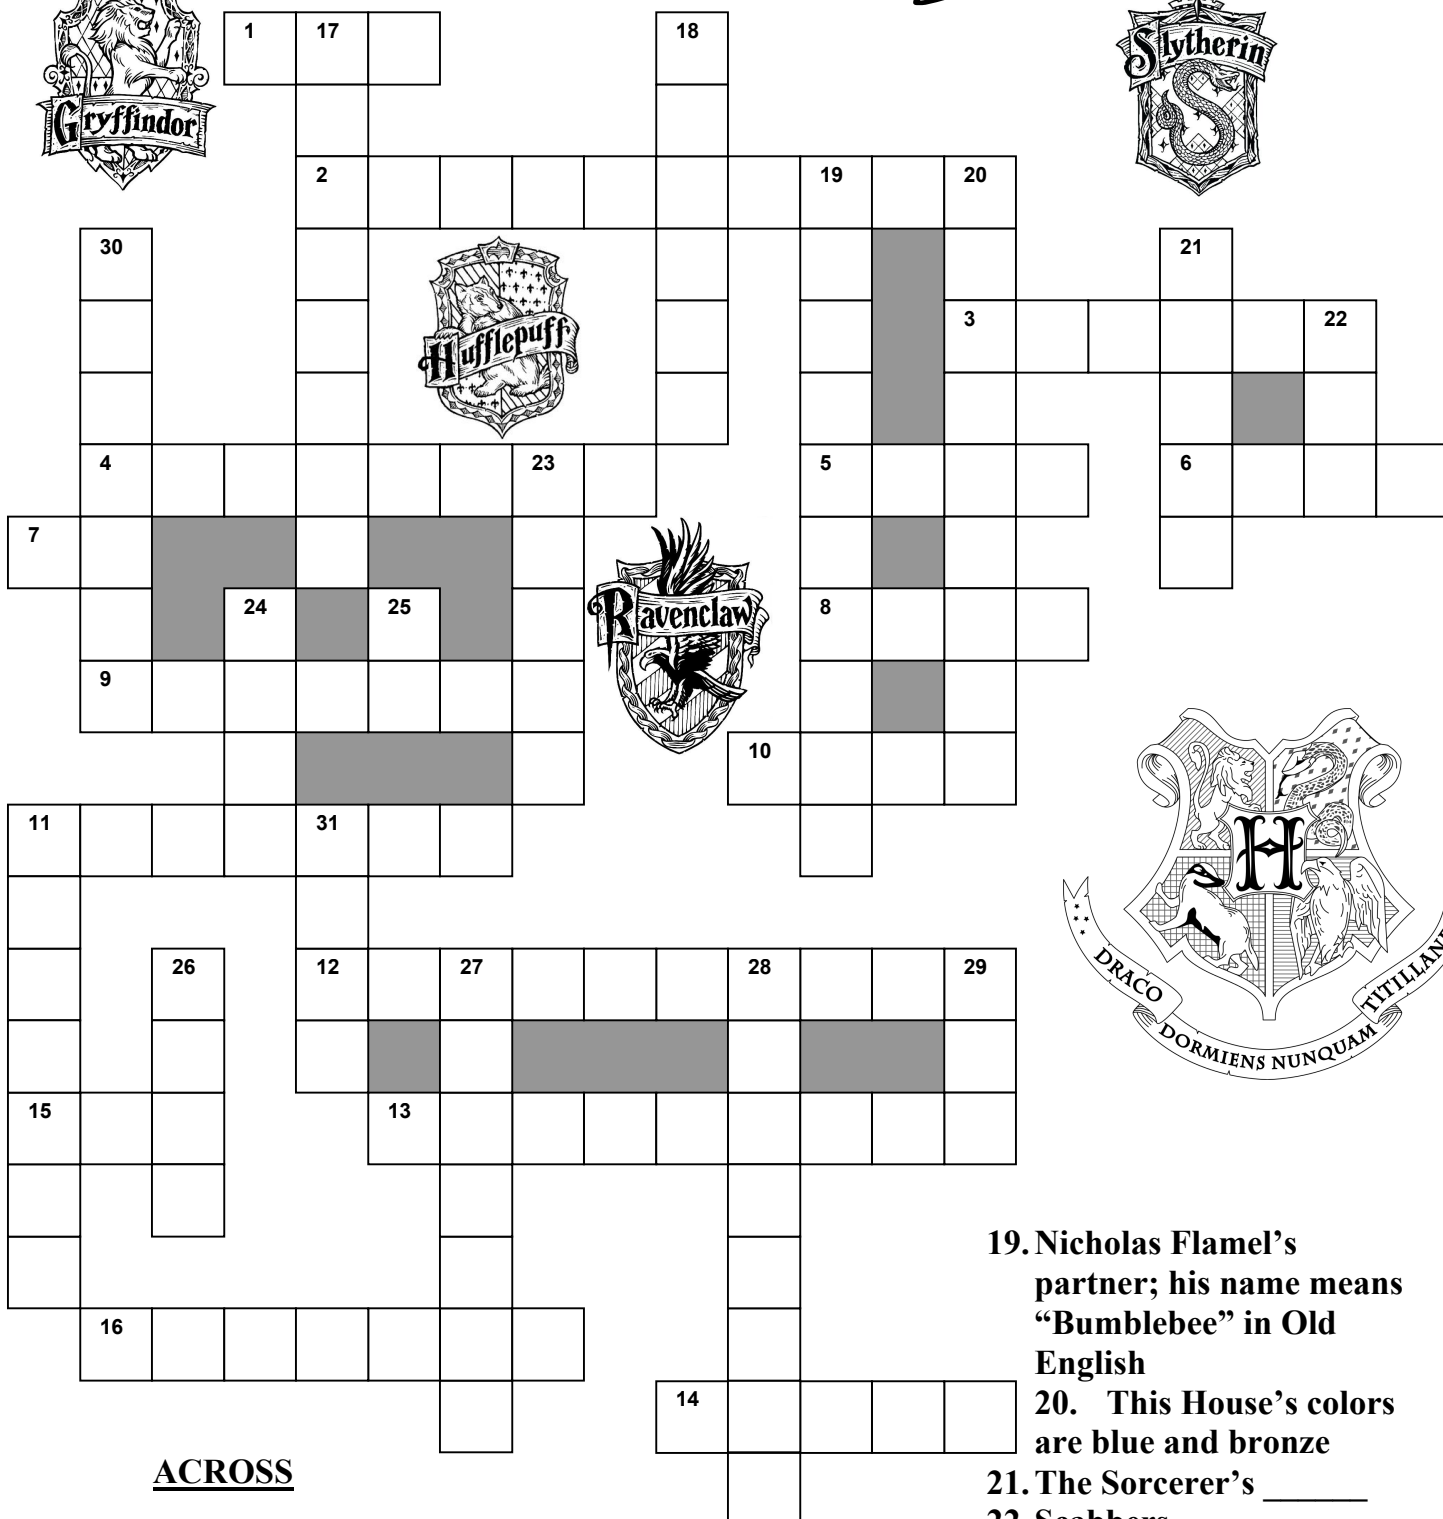 1 17 18
Gryffindor
Slytherin
2 19 20
30 21
Hufflepuff
3 22
4 23 5 6
7
Ravenclaw
24 25 8
9
10
11 31
H
26 12 27 28 29
DRACO
DORMIENS NUNQUAM
15 13
16
14
ACROSS
19. Nicholas Flamel’s
partner; his name means
“Bumblebee” in Old
English
20. This House’s colors
are blue and bronze
21. The Sorcerer’s ______